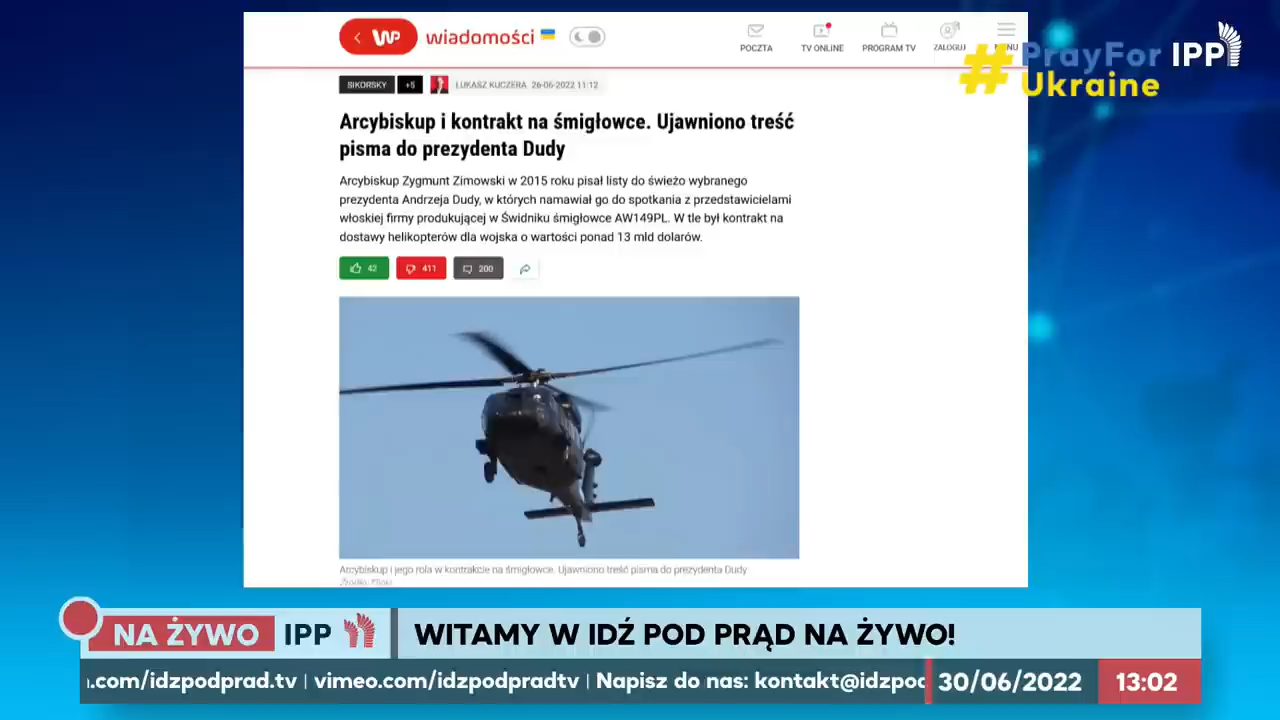 wp wiadomości
POCZTA
TV ONLINE
PROGRAM TV
ZALOGUJ
#PrayFor
Ukraine
IPP
SIKORSKY +5 ŁUKASZ KUCZERA 26-06-2022 11:12
Arcybiskup i kontrakt na śmigłowce. Ujawniono treść
pisma do prezydenta Dudy
Arcybiskup Zygmunt Zimowski w 2015 roku pisał listy do świeżo wybranego
prezydenta Andrzeja Dudy, w których namawiał go do spotkania z przedstawicielami
włoskiej firmy produkującej w Świdniku śmigłowce AW149PL. W tle był kontrakt na
dostawy helikopterów dla wojska o wartości ponad 13 mld dolarów.
42 411 200
Arcybiskup i jego rola w kontrakcie na śmigłowce. Ujawniono treść pisma do prezydenta Dudy
NA ŻYWO IPP WITAMY W IDŹ POD PRĄD NA ŻYWO!
.com/idzpodprad.tv | vimeo.com/idzpodpradtv | Napisz do nas: kontakt@idzpod 30/06/2022 13:02